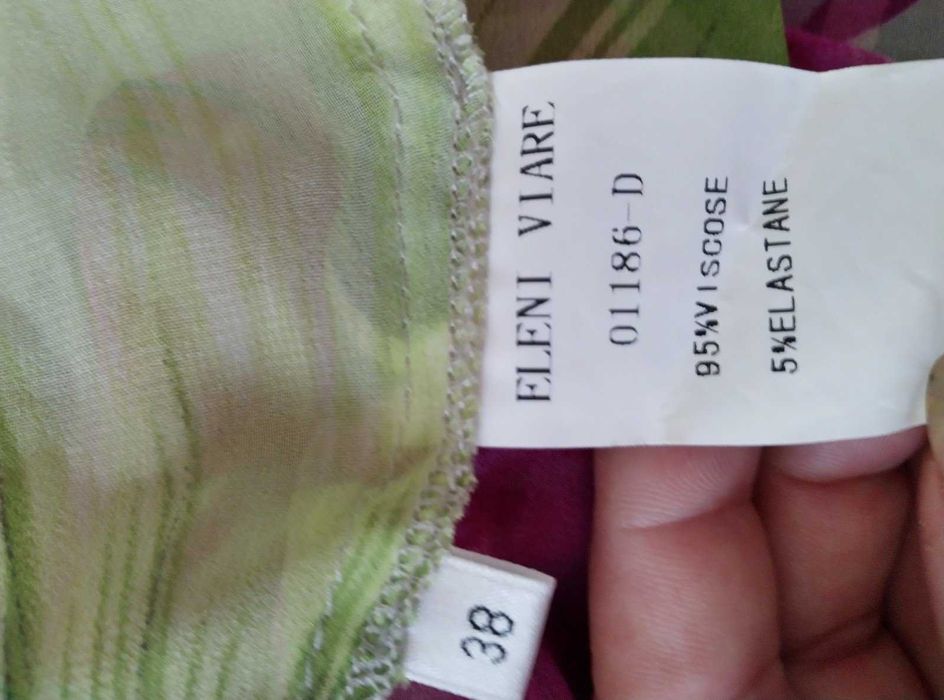 ELENI VIARE
01186-D
95%VISCOSE
5%ELASTANE
38